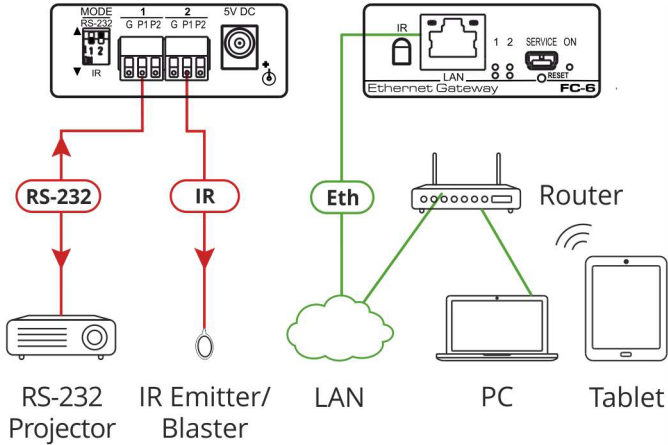 MODE 1 2 5V DC
RS-232 G P1 P2 G P1 P2
1 2
IR
+
IR
1 2 SERVICE ON
LAN
RESET
Ethernet Gateway FC-6
RS-232
IR
Eth
Router
RS-232
Projector
IR Emitter/
Blaster
LAN
PC
Tablet